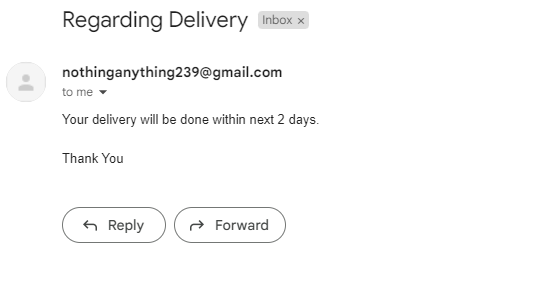 Regarding Delivery Inbox ×
nothinganything239@gmail.com
to me
Your delivery will be done within next 2 days.
Thank You
Reply Forward